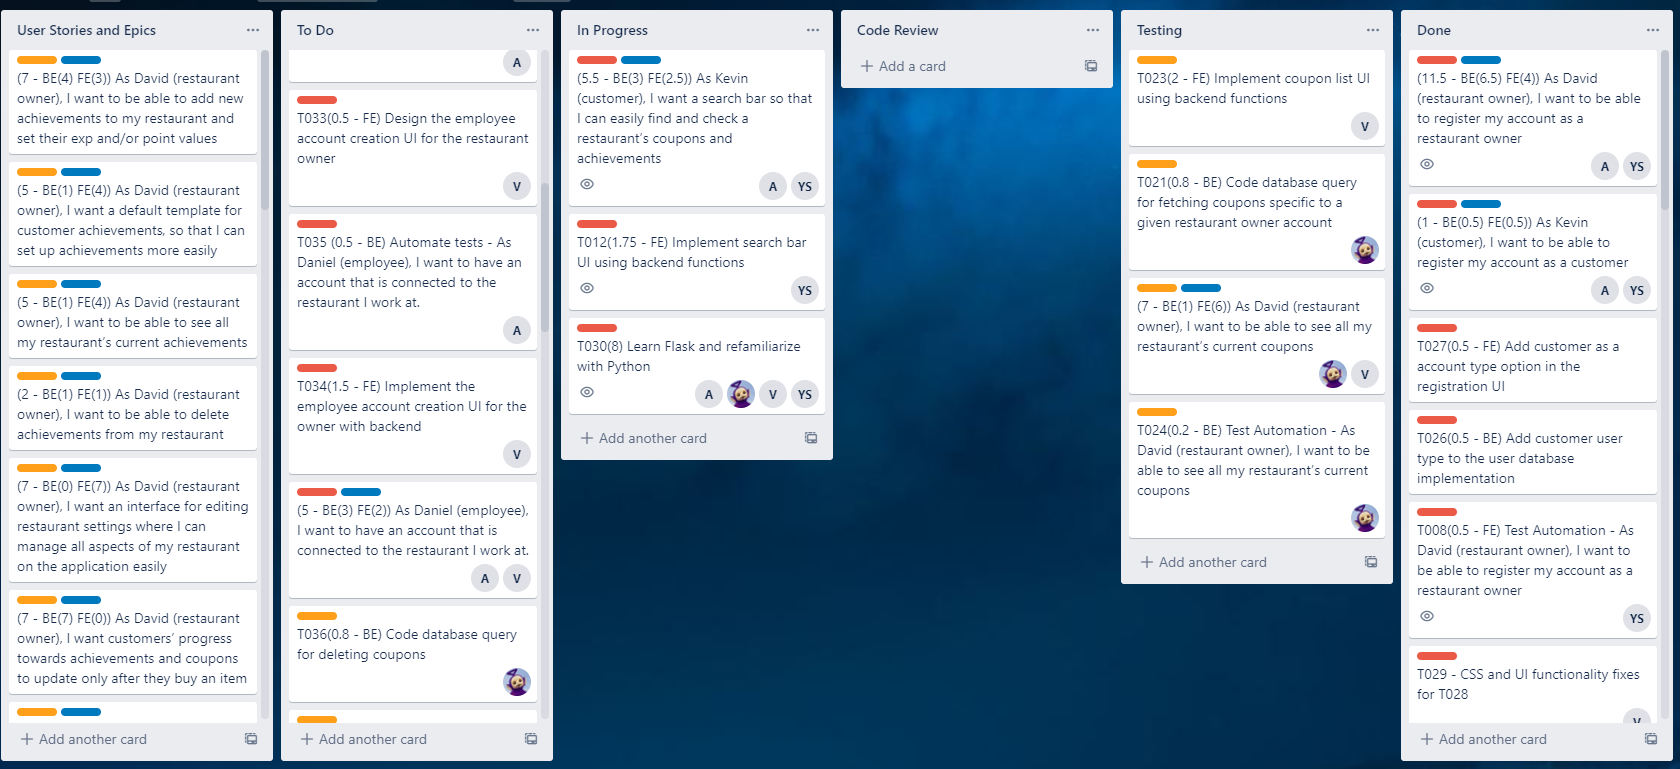 User Stories and Epics
(7 - BE(4) FE(3)) As David (restaurant
owner), I want to be able to add new
achievements to my restaurant and
set their exp and/or point values
(5 - BE(1) FE(4)) As David (restaurant
owner), I want a default template for
customer achievements, so that I can
set up achievements more easily
(5 - BE(1) FE(4)) As David (restaurant
owner), I want to be able to see all
my restaurant's current achievements
(2 - BE(1) FE(1)) As David (restaurant
owner), I want to be able to delete
achievements from my restaurant
(7 - BE(0) FE(7)) As David (restaurant
owner), I want an interface for editing
restaurant settings where I can
manage all aspects of my restaurant
on the application easily
(7 - BE(7) FE(0)) As David (restaurant
owner), I want customers' progress
towards achievements and coupons
to update only after they buy an item
Add another card
To Do
A
T033(0.5 - FE) Design the employee
account creation UI for the restaurant
owner
V
T035 (0.5 - BE) Automate tests - As
Daniel (employee), I want to have an
account that is connected to the
restaurant I work at.
A
T034(1.5 - FE) Implement the
employee account creation UI for the
owner with backend
V
(5 - BE(3) FE(2)) As Daniel (employee),
I want to have an account that is
connected to the restaurant I work at.
A V
T036(0.8 - BE) Code database query
for deleting coupons
Add another card
In Progress
(5.5 - BE(3) FE(2.5)) As Kevin
(customer), I want a search bar so that
I can easily find and check a
restaurant's coupons and
achievements
A YS
T012(1.75 - FE) Implement search bar
UI using backend functions
YS
T030(8) Learn Flask and refamiliarize
with Python
A V YS
Add another card
Code Review
Add a card
Testing
T023(2 - FE) Implement coupon list UI
using backend functions
V
T021(0.8 - BE) Code database query
for fetching coupons specific to a
given restaurant owner account
(7 - BE(1) FE(6)) As David (restaurant
owner), I want to be able to see all my
restaurant's current coupons
V
T024(0.2 - BE) Test Automation - As
David (restaurant owner), I want to be
able to see all my restaurant's current
coupons
Add another card
Done
(11.5 - BE(6.5) FE(4)) As David
(restaurant owner), I want to be able
to register my account as a
restaurant owner
A YS
(1 - BE(0.5) FE(0.5)) As Kevin
(customer), I want to be able to
register my account as a customer
A YS
T027(0.5 - FE) Add customer as a
account type option in the
registration UI
T026(0.5 - BE) Add customer user
type to the user database
implementation
T008(0.5 - FE) Test Automation - As
David (restaurant owner), I want to
be able to register my account as a
restaurant owner
YS
T029 - CSS and UI functionality fixes
for T028
V
Add another card